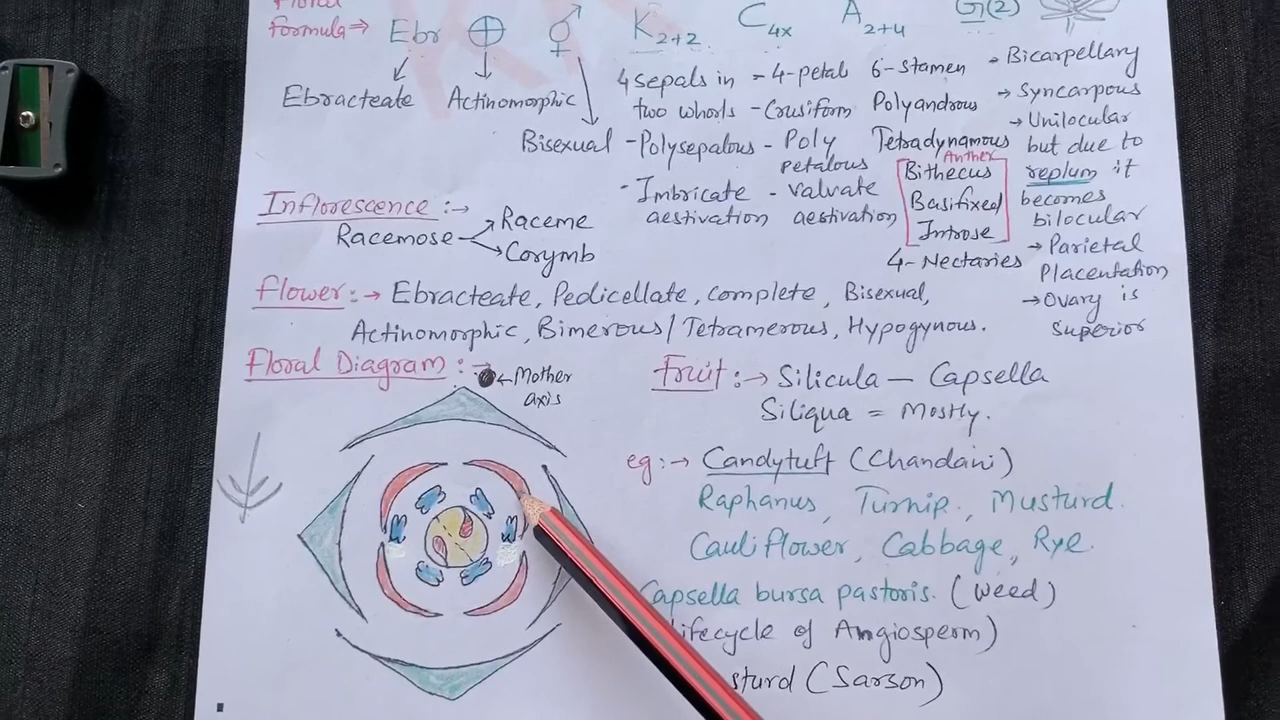 Floral
formula→ Ebr ⊕ ⚥ K2+2 C4x A2+4 G(2)
Ebracteate Actinomorphic
Bisexual
4 sepals in
two whorls
-Polysepalous
- Imbricate
aestivation
- 4-petal
- Crusiform
- Poly
petalous
- valvate
aestivation
6-stamen
Polyandrous
Tetradynamous
Anther
Bithecus
Basifixed
Introse
4-Nectaries
→ Bicarpellary
→ Syncarpous
→ Unilocular
but due to
replum it
becomes
bilocular
→ Parietal
Placentation
→ Ovary is
superior
Inflorescence:→
Racemose
Raceme
Corymb
flower:→ Ebracteate, Pedicellate, complete, Bisexual,
Actinomorphic, Bimerous/Tetramerous, Hypogynous.
Floral Diagram:→
←Mother
axis
Fruit:→ Silicula — Capsella
Siliqua = Mostly.
eg:→ Candytuft (Chandani)
Raphanus, Turnip, Musturd.
Cauliflower, Cabbage, Rye.
Capsella bursa pastoris. (weed)
lifecycle of Angiosperm)
sturd (Sarson)